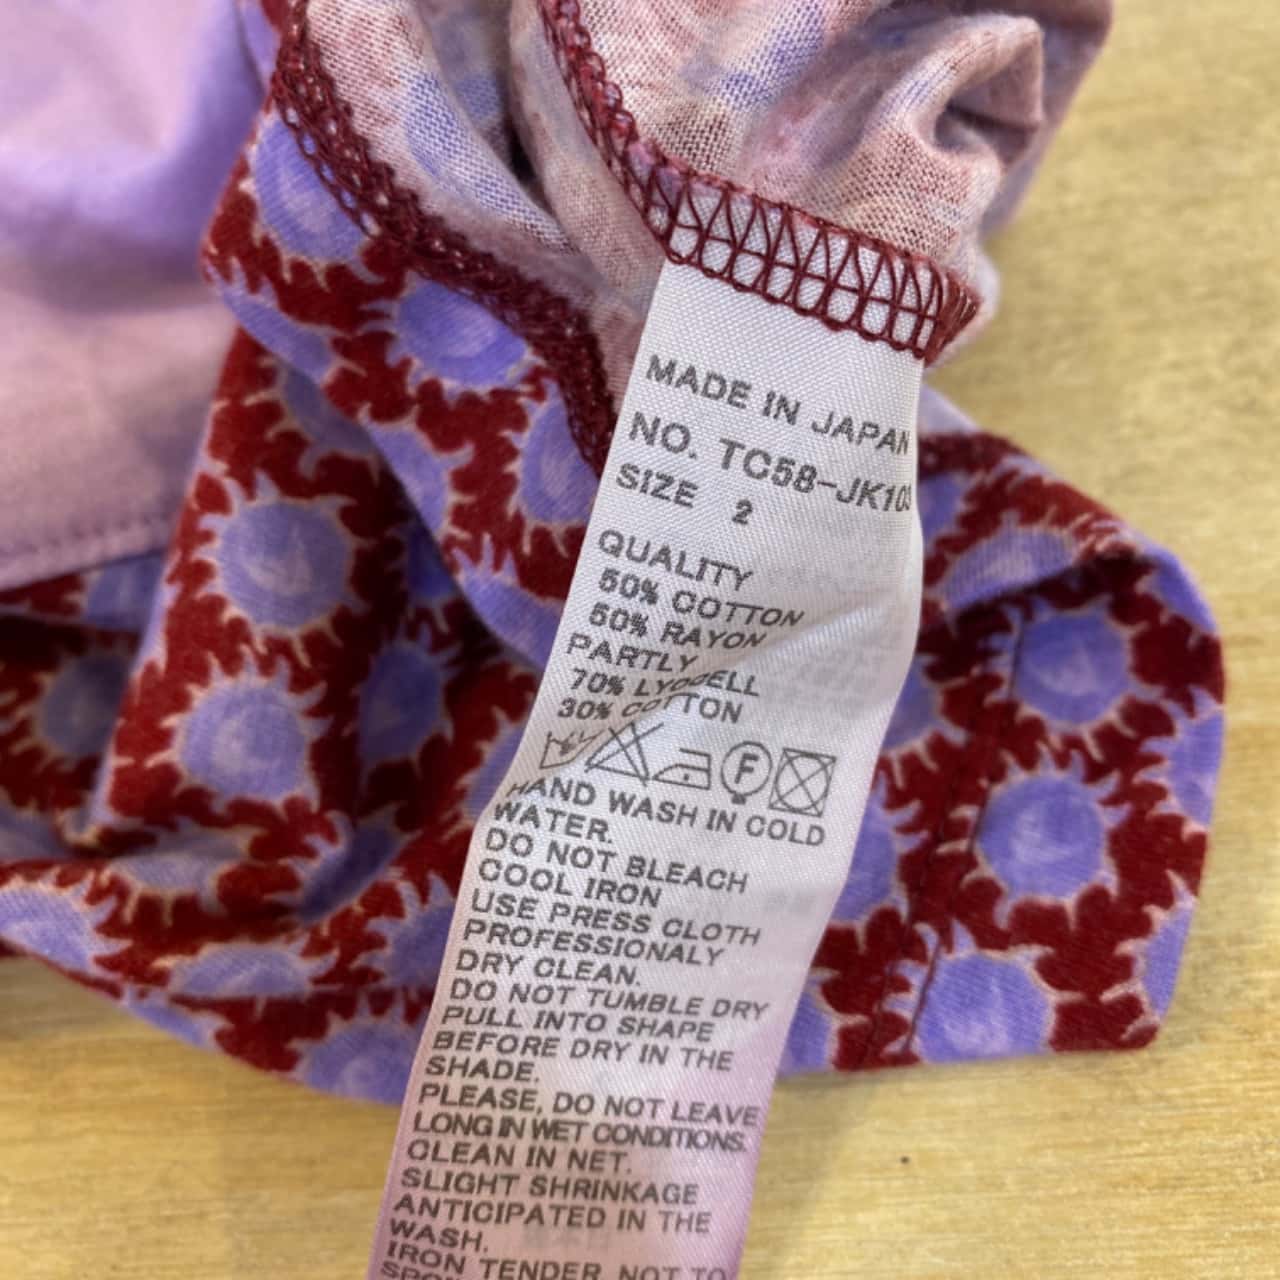 MADE IN JAPAN
NO. TC58-JK103
SIZE 2
QUALITY
50% COTTON
50% RAYON
PARTLY
70% LYOCELL
30% COTTON
F
HAND WASH IN COLD
WATER.
DO NOT BLEACH
COOL IRON
USE PRESS CLOTH
PROFESSIONALY
DRY CLEAN.
DO NOT TUMBLE DRY
PULL INTO SHAPE
BEFORE DRY IN THE
SHADE.
PLEASE, DO NOT LEAVE
LONG IN WET CONDITIONS.
CLEAN IN NET.
SLIGHT SHRINKAGE
ANTICIPATED IN THE
WASH.
IRON TENDER NOT TO